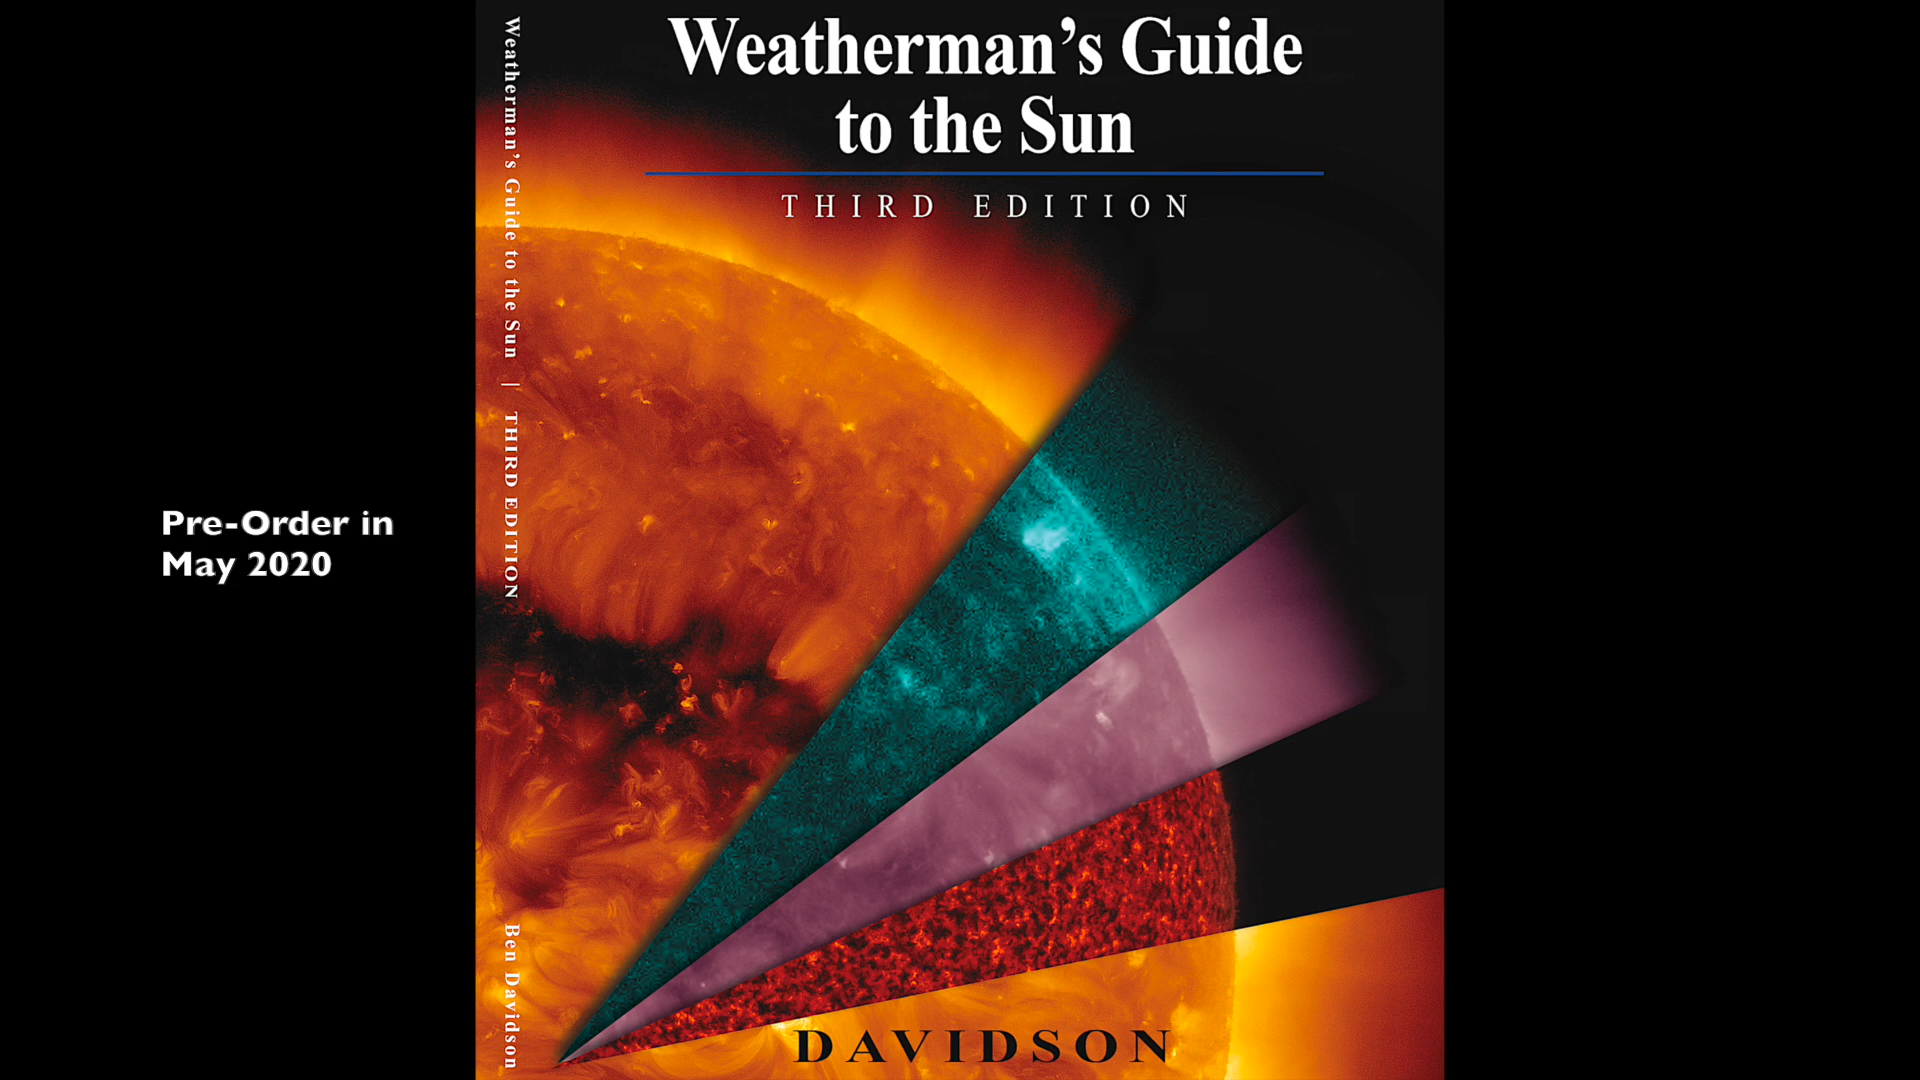 Weatherman's Guide to the Sun | THIRD EDITION Ben Davidson
Weatherman's Guide
to the Sun
THIRD EDITION
Pre-Order in
May 2020
DAVIDSON